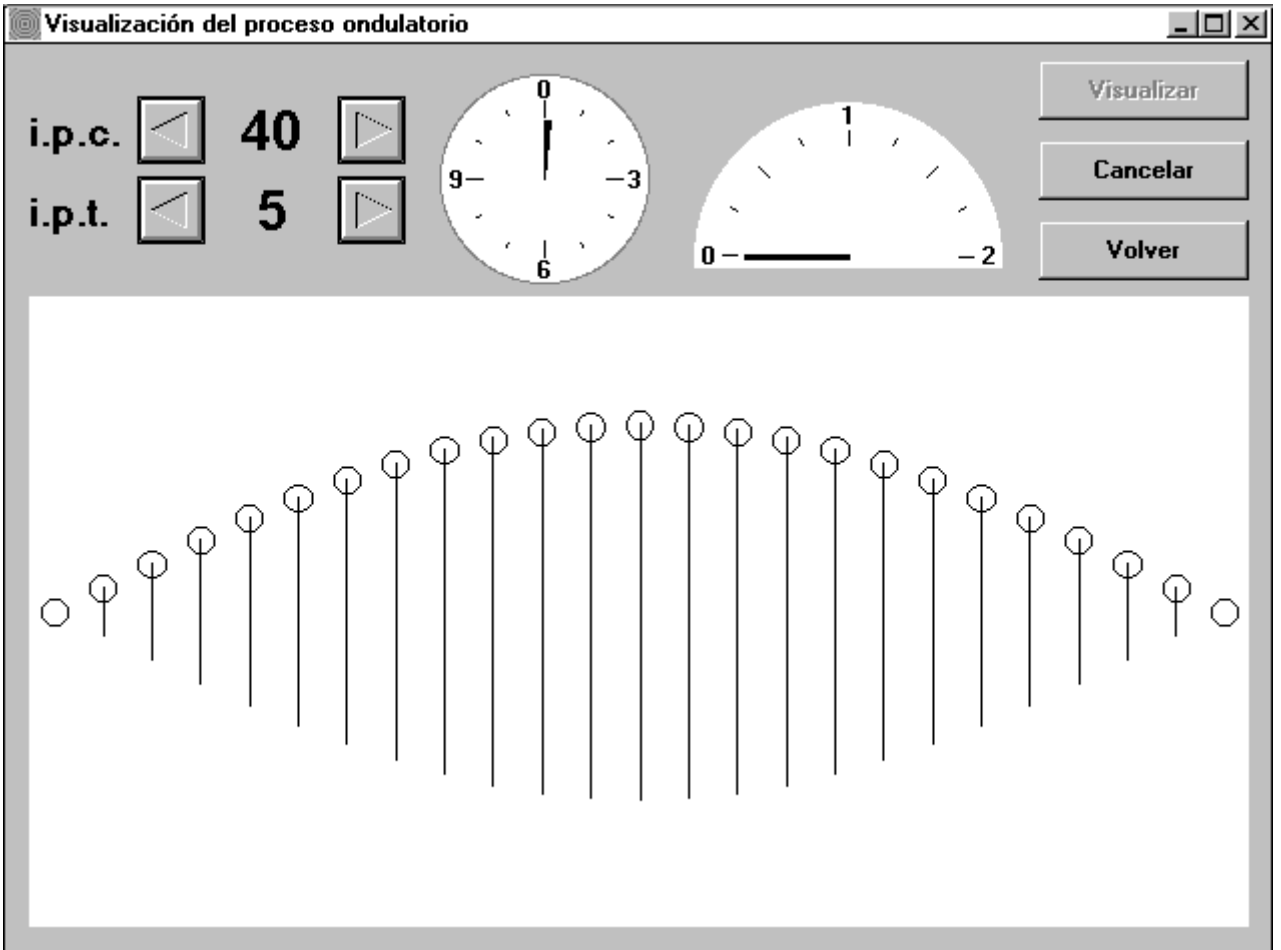 Visualización del proceso ondulatorio
i.p.c. 40
i.p.t. 5
0
3
6
9
0
1
2
Visualizar
Cancelar
Volver